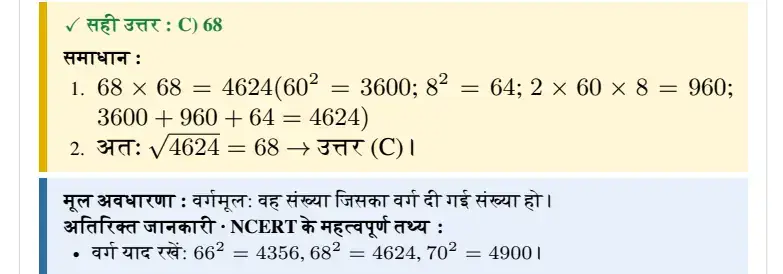 ✓ सही उत्तर : C) 68
समाधान :
1. 68 × 68 = 4624(60² = 3600; 8² = 64; 2 × 60 × 8 = 960;
3600 + 960 + 64 = 4624)
2. अतः √4624 = 68 → उत्तर (C)।
मूल अवधारणा : वर्गमूल: वह संख्या जिसका वर्ग दी गई संख्या हो।
अतिरिक्त जानकारी · NCERT के महत्वपूर्ण तथ्य :
• वर्ग याद रखें: 66² = 4356, 68² = 4624, 70² = 4900।